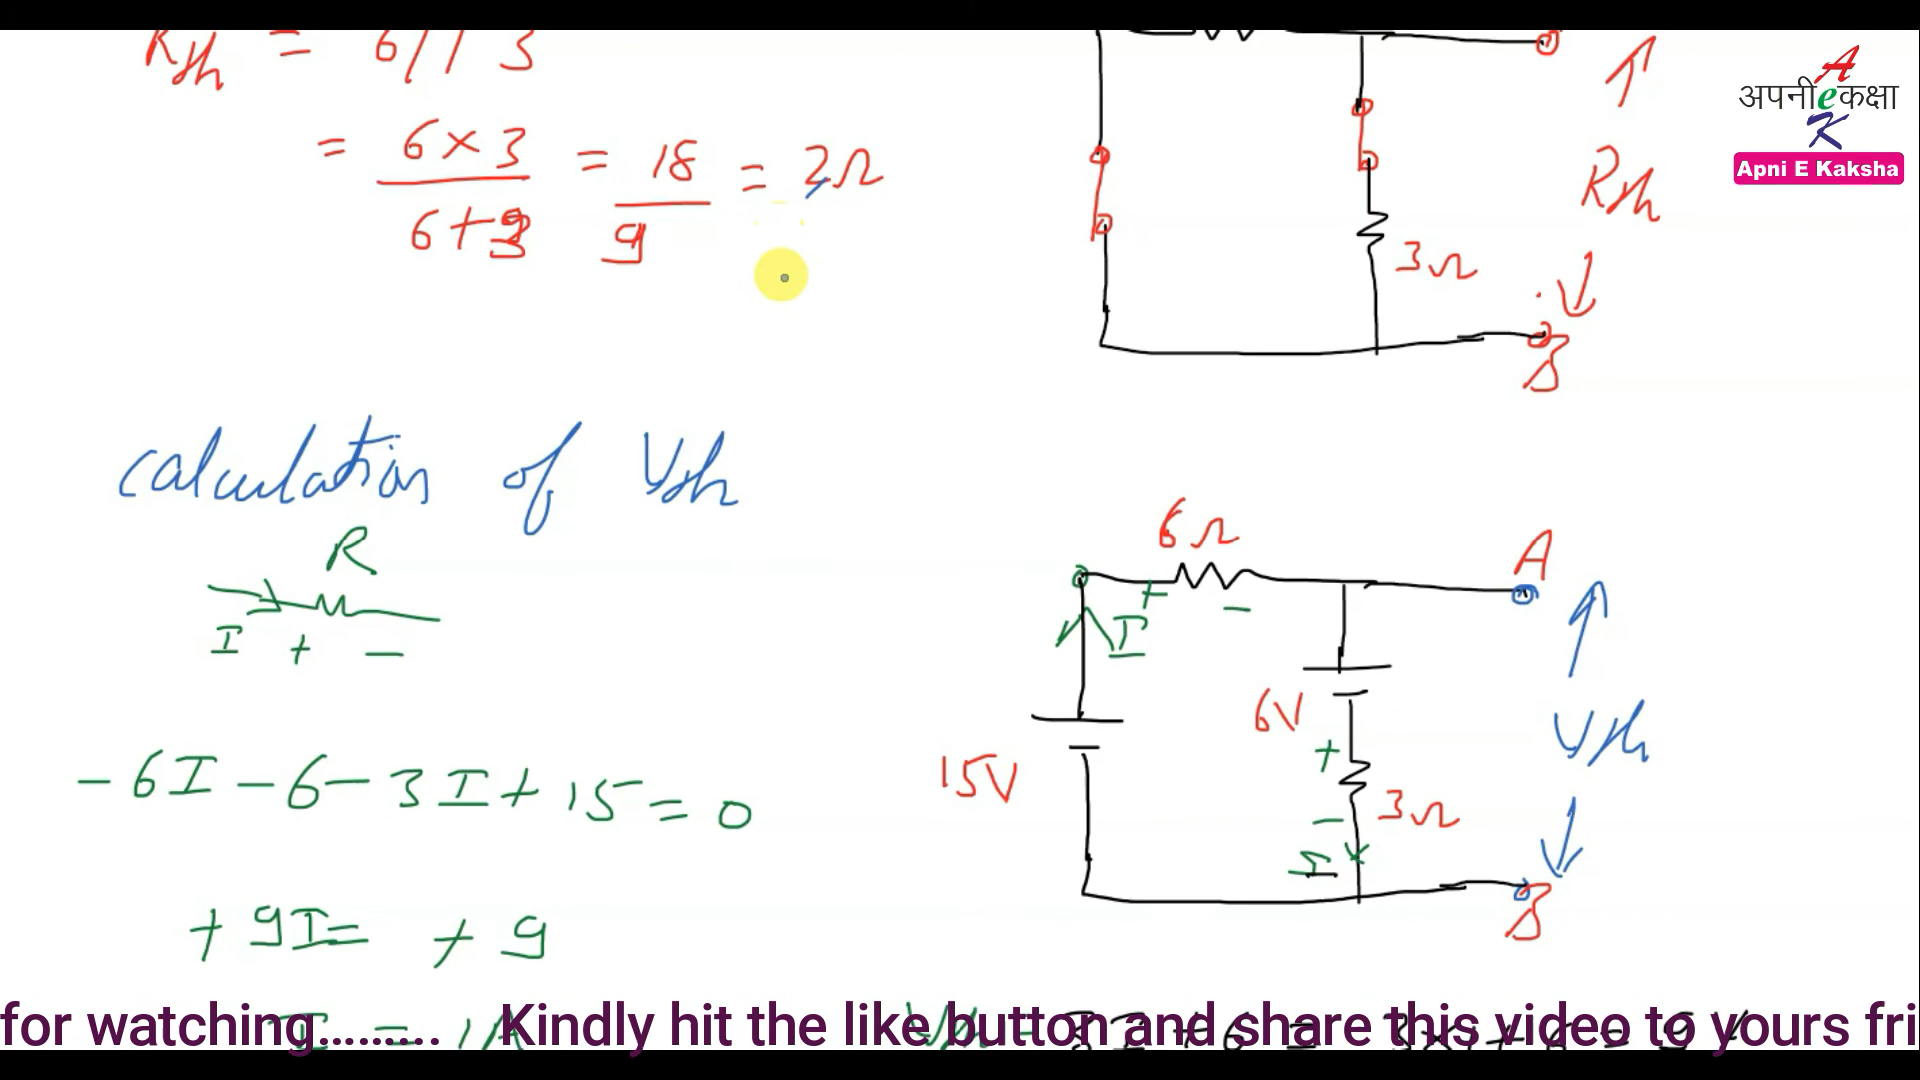 Rth = 6//3
= 6×3 / 6+3 = 18 / 9 = 2Ω
Rth
3Ω
B
A
अपनीeकक्षा
K
Apni E Kaksha
calculation of Vth
R
I + -
-6I-6-3I+15=0
+9I= +9
6Ω
A
+ -
I
6V
+
15V
- 3Ω
I
Vth
B
for watching......... Kindly hit the like button and share this video to yours fri
I = 1A